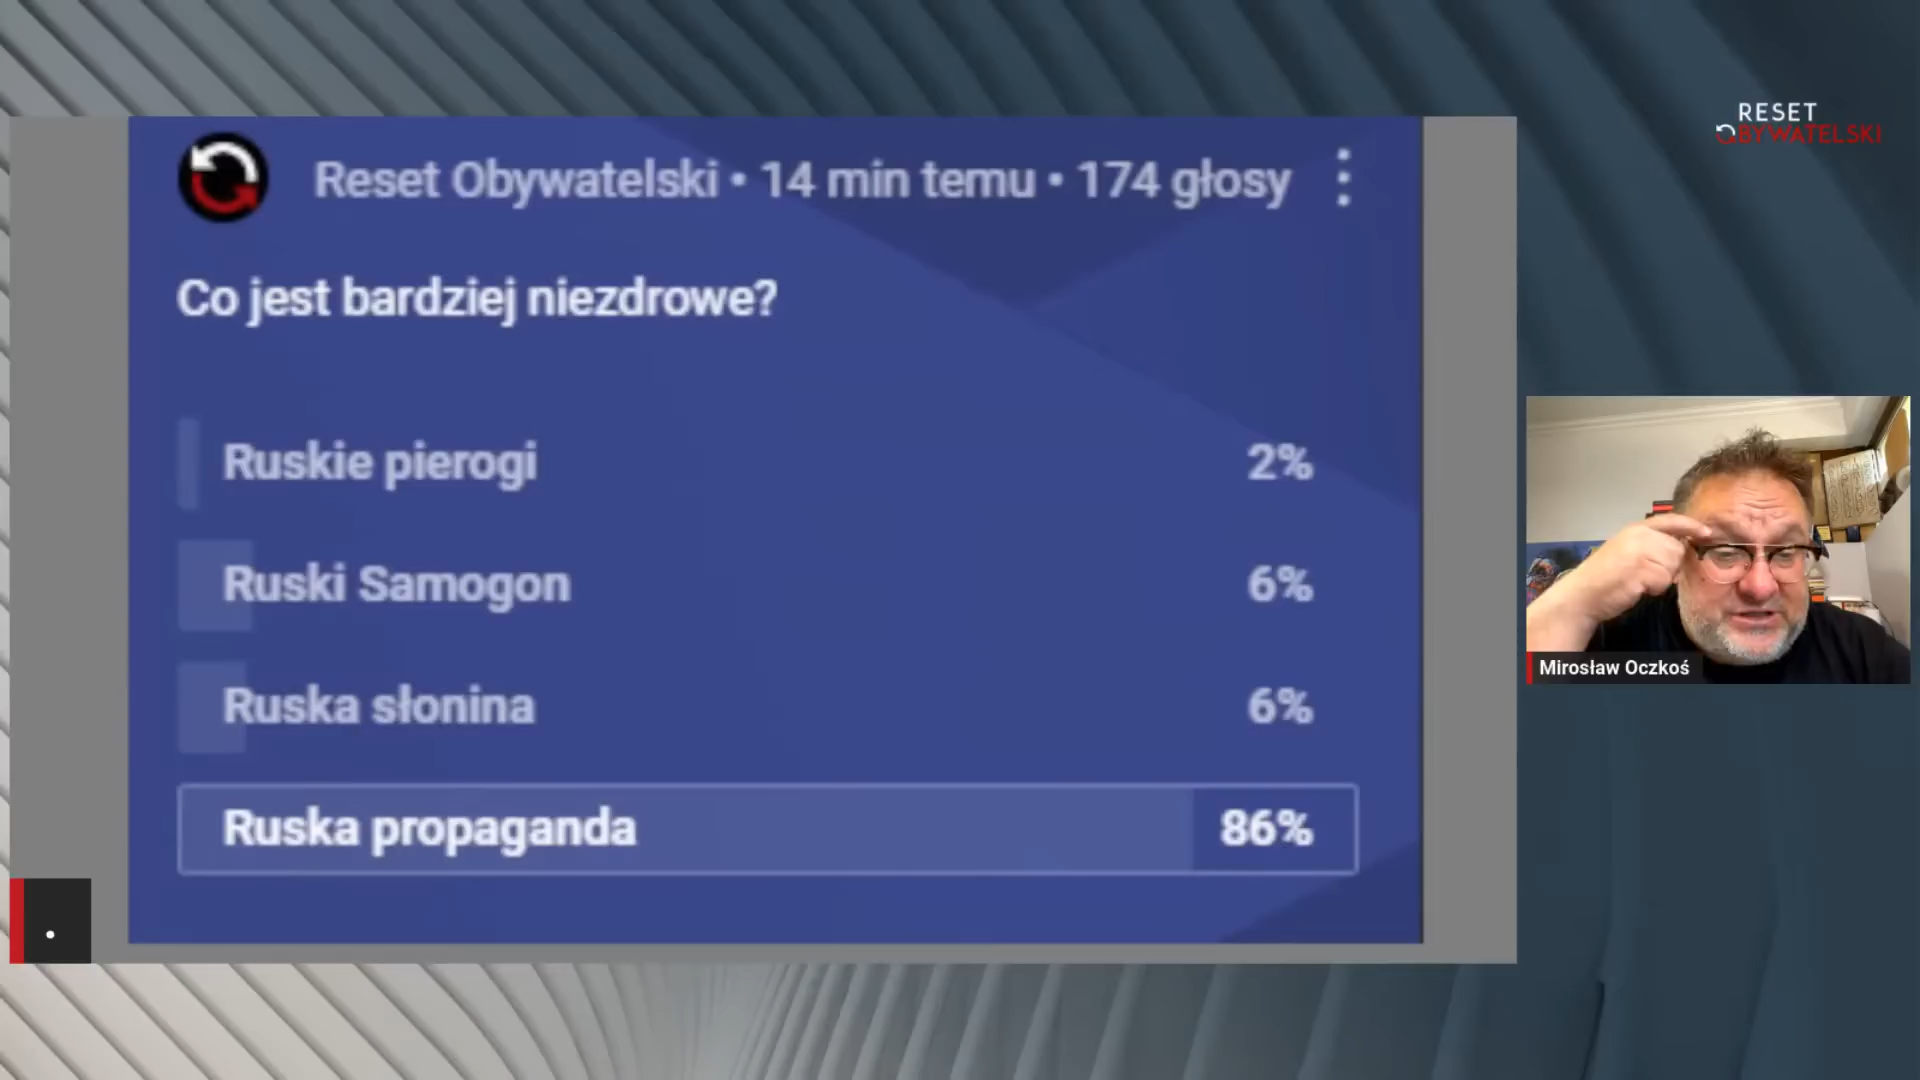 RESET
OBYWATELSKI
Reset Obywatelski • 14 min temu • 174 głosy
Co jest bardziej niezdrowe?
Ruskie pierogi 2%
Ruski Samogon 6%
Ruska słonina 6%
Ruska propaganda 86%
Mirosław Oczkoś
.